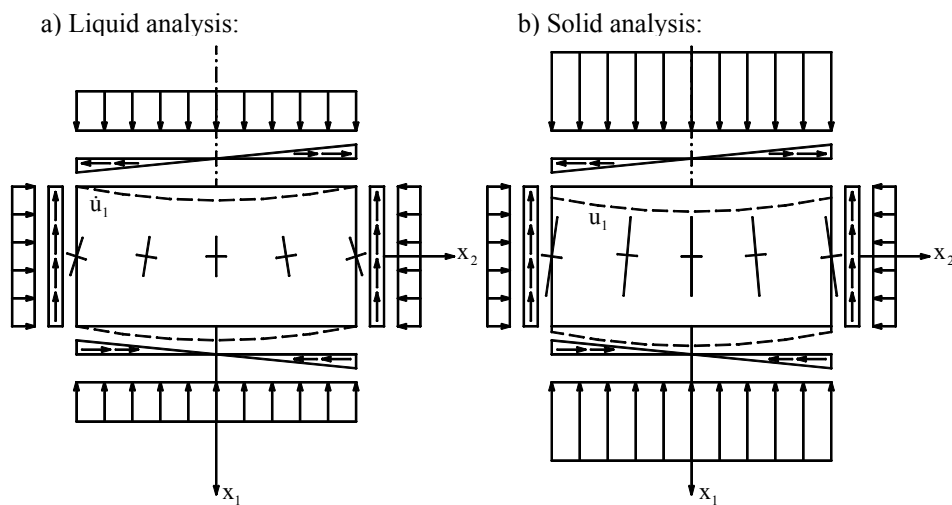 a) Liquid analysis:
b) Solid analysis:
u̇₁
u₁
x₂
x₂
x₁
x₁